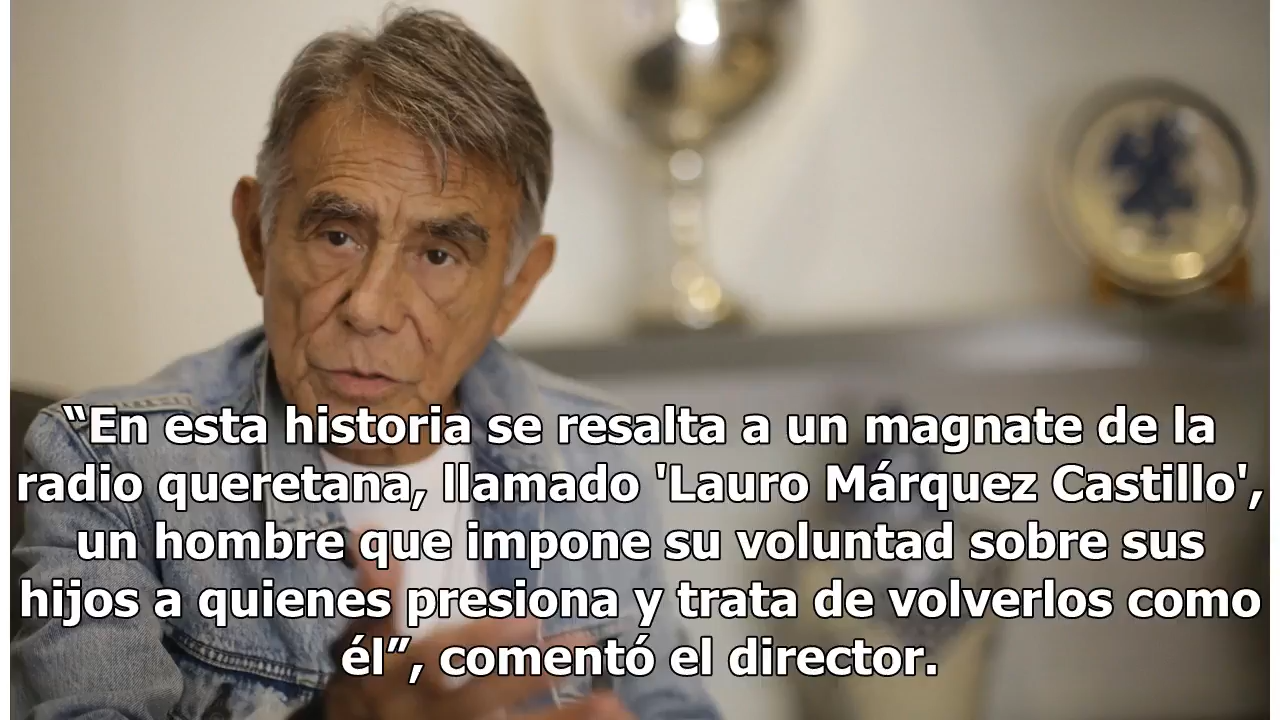 “En esta historia se resalta a un magnate de la
radio queretana, llamado 'Lauro Márquez Castillo',
un hombre que impone su voluntad sobre sus
hijos a quienes presiona y trata de volverlos como
él”, comentó el director.